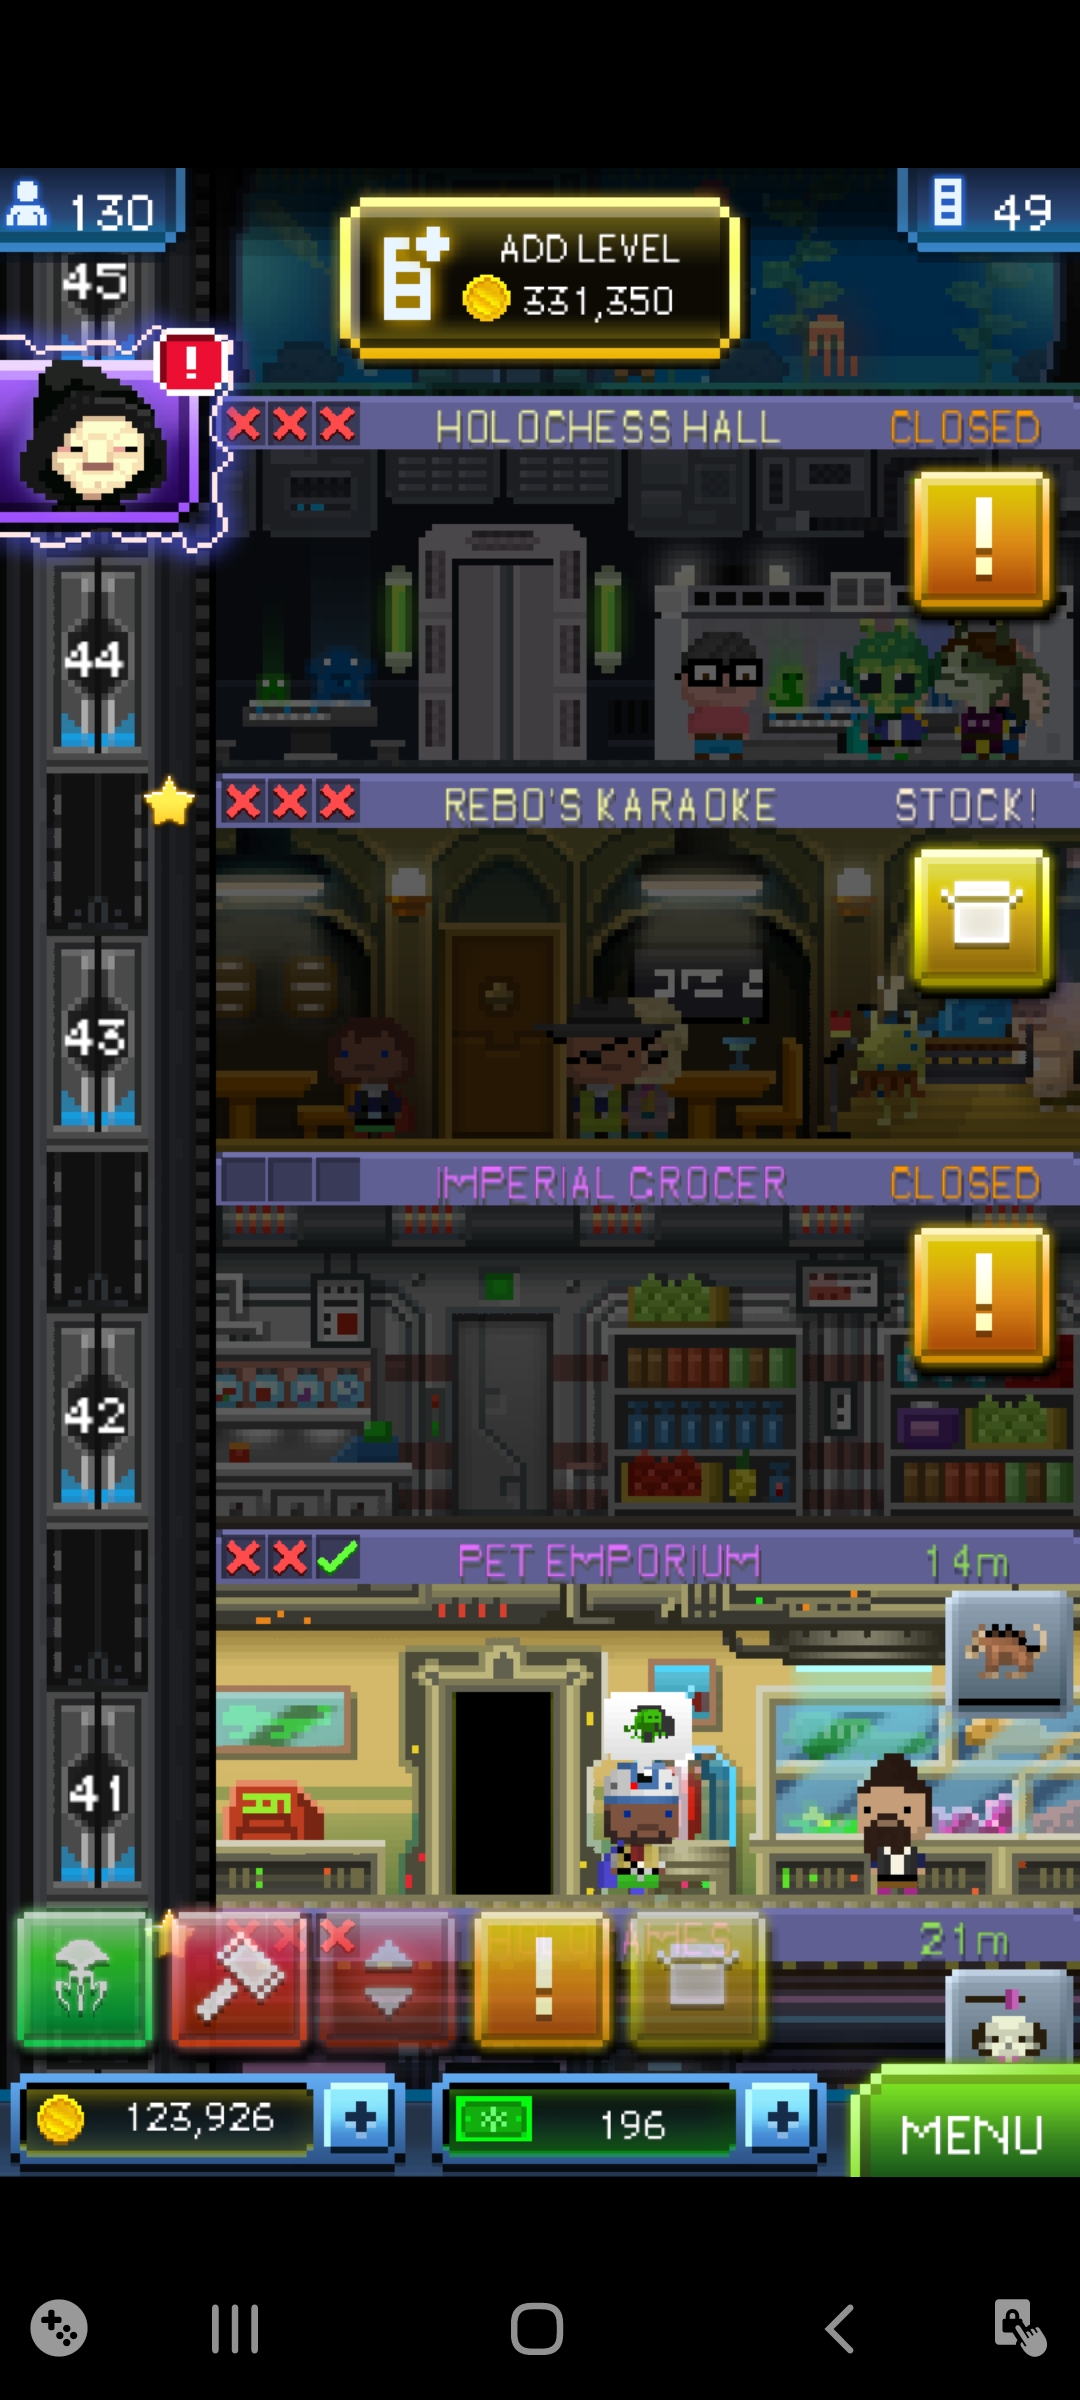 130
ADD LEVEL
331,350
49
45
HOLOCHESS HALL
CLOSED
44
REBO'S KARAOKE
STOCK!
43
IMPERIAL GROCER
CLOSED
42
PET EMPORIUM
14m
41
21m
123,926
196
MENU